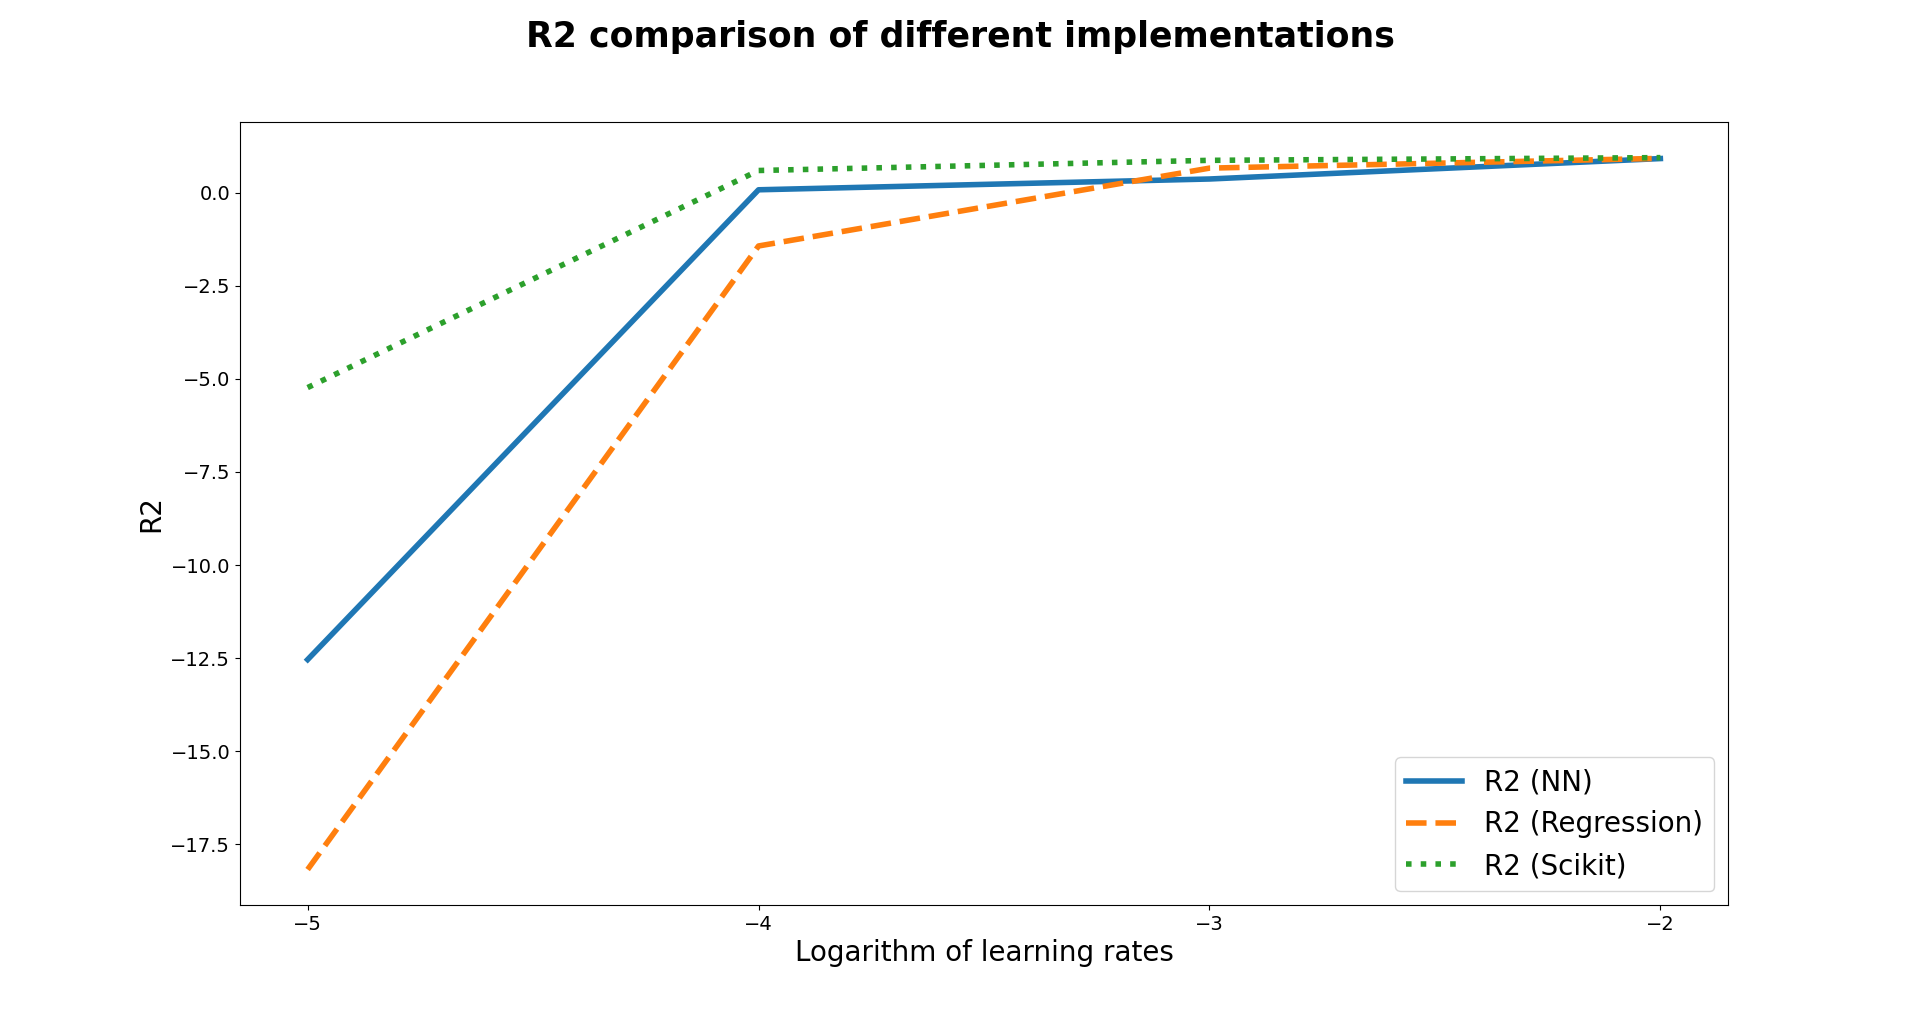 R2 comparison of different implementations
0.0
−2.5
−5.0
−7.5
−10.0
−12.5
−15.0
−17.5
R2
R2 (NN)
R2 (Regression)
R2 (Scikit)
−5
−4
−3
−2
Logarithm of learning rates